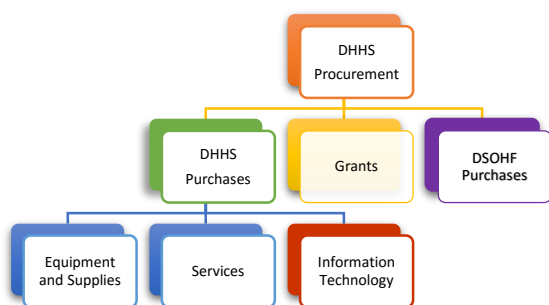 DHHS
Procurement
DHHS
Purchases
Grants
DSOHF
Purchases
Equipment
and Supplies
Services
Information
Technology